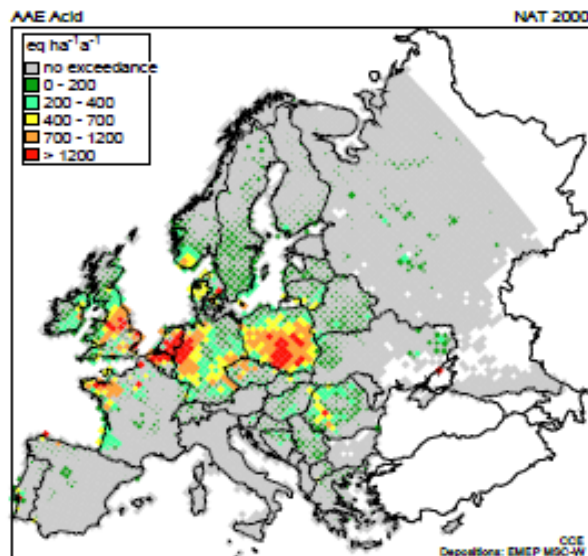 AAE Acid NAT 2000
eq ha⁻¹a⁻¹
no exceedance
0 - 200
200 - 400
400 - 700
700 - 1200
> 1200
CCE
Depositions: EMEP MSC-W